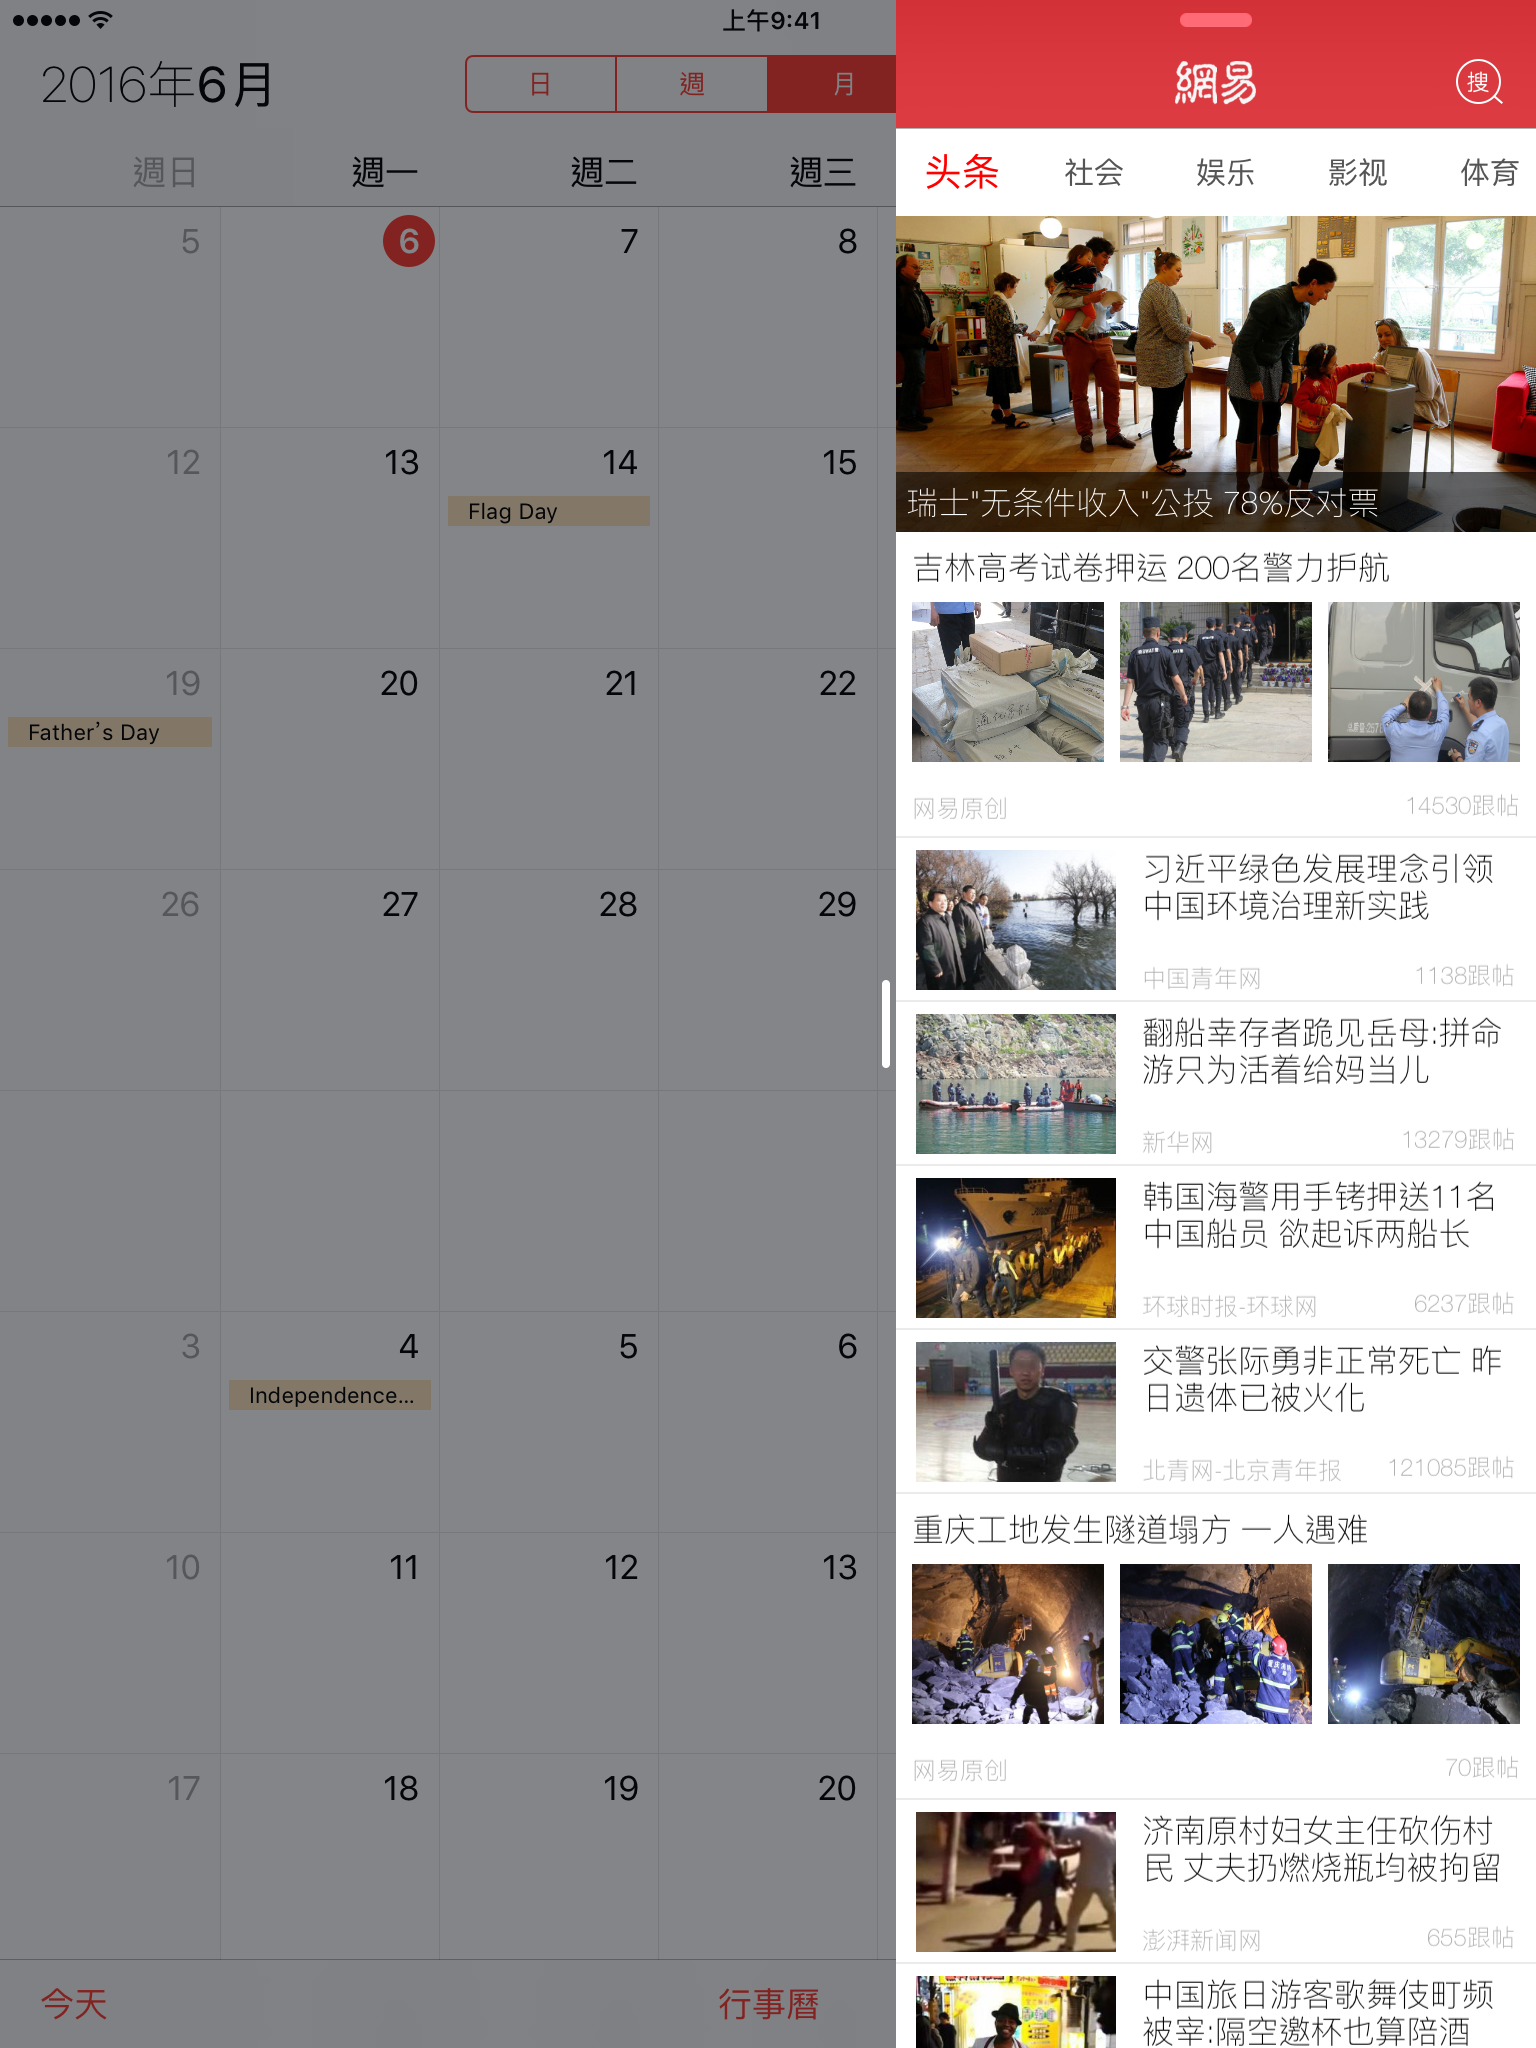 上午9:41
2016年6月
日 週 月
週日 週一 週二 週三
5 6 7 8
12 13 14 15
Flag Day
19 20 21 22
Father's Day
26 27 28 29
3 4 5 6
Independence...
10 11 12 13
17 18 19 20
今天 行事曆
網易
搜
头条 社会 娱乐 影视 体育
瑞士"无条件收入"公投 78%反对票
吉林高考试卷押运 200名警力护航
网易原创 14530跟帖
习近平绿色发展理念引领
中国环境治理新实践
中国青年网 1138跟帖
翻船幸存者跪见岳母:拼命
游只为活着给妈当儿
新华网 13279跟帖
韩国海警用手铐押送11名
中国船员 欲起诉两船长
环球时报-环球网 6237跟帖
交警张际勇非正常死亡 昨
日遗体已被火化
北青网-北京青年报 121085跟帖
重庆工地发生隧道塌方 一人遇难
网易原创 70跟帖
济南原村妇女主任砍伤村
民 丈夫扔燃烧瓶均被拘留
澎湃新闻网 655跟帖
中国旅日游客歌舞伎町频
被宰:隔空邀杯也算陪酒